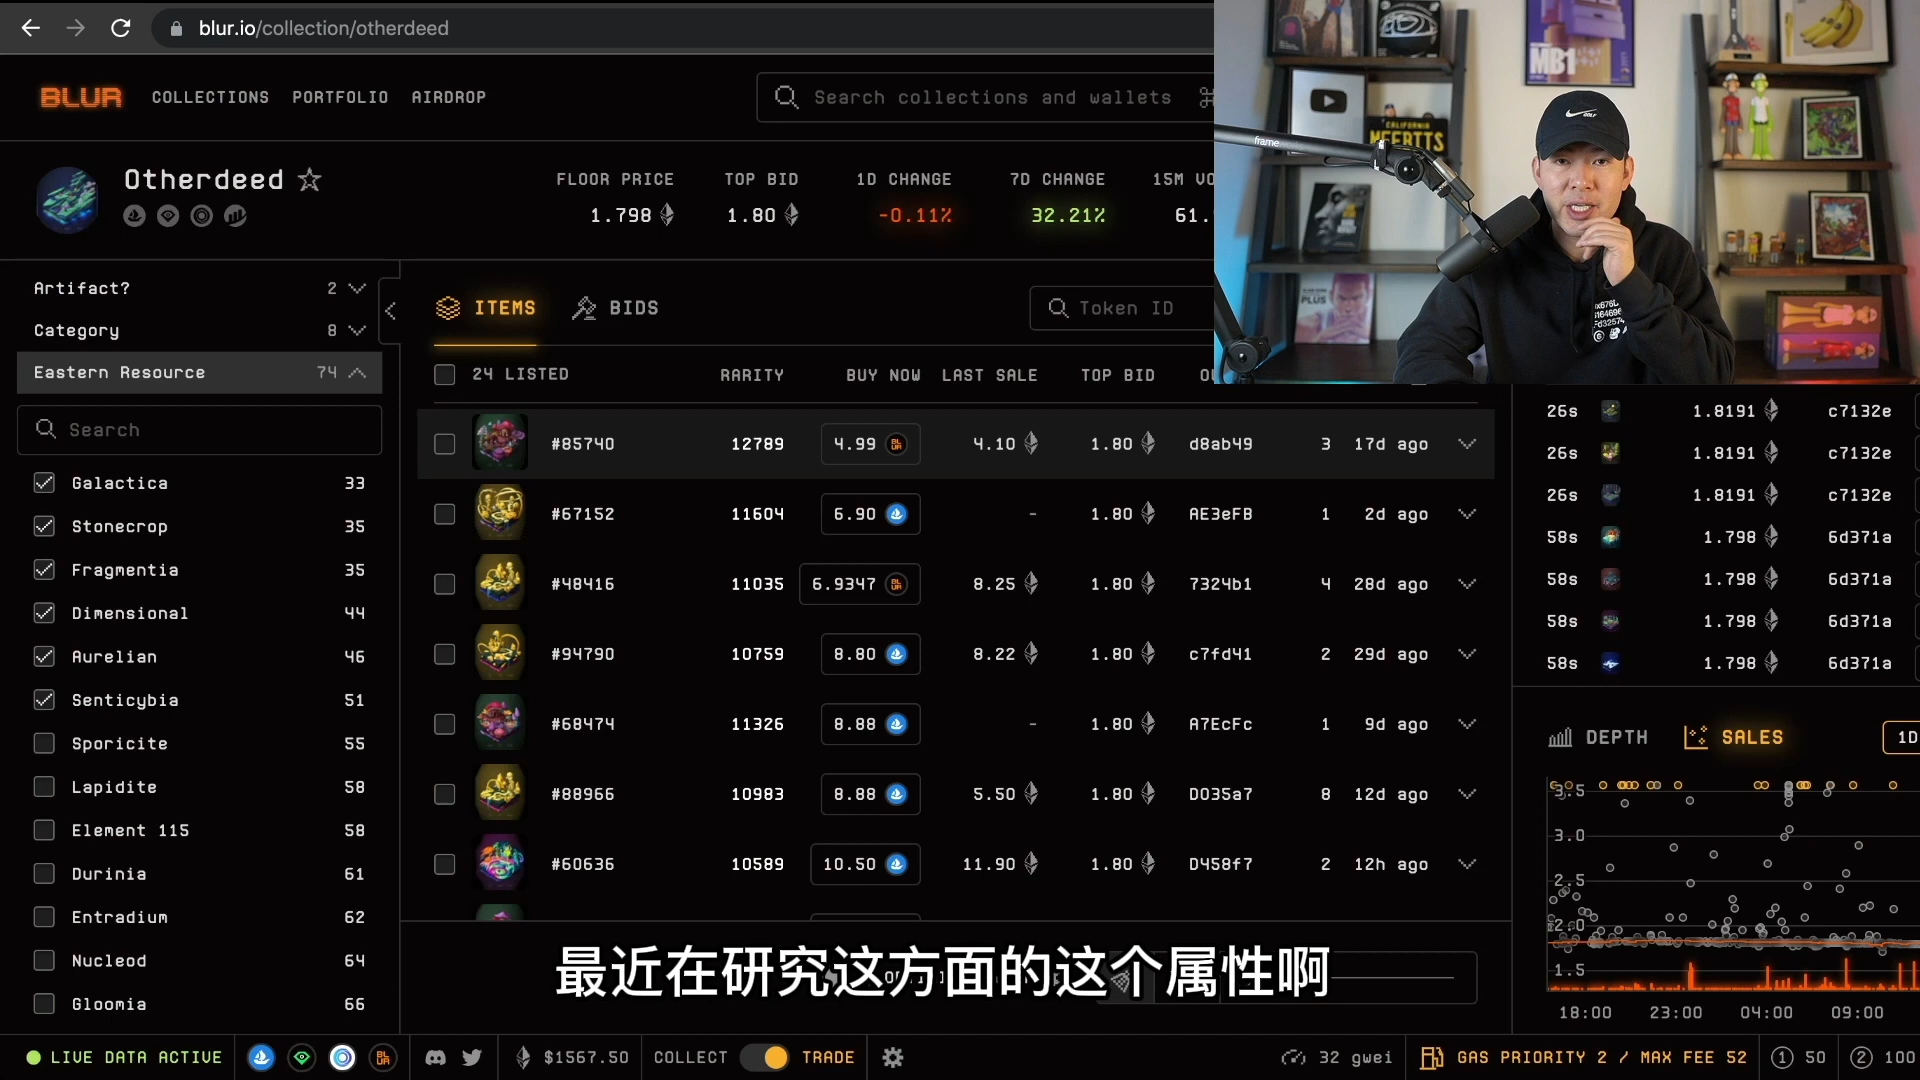 blur.io/collection/otherdeed
BLUR COLLECTIONS PORTFOLIO AIRDROP
Search collections and wallets
Otherdeed
FLOOR PRICE TOP BID 1D CHANGE 7D CHANGE
1.798 1.80 -0.11% 32.21%
Artifact? 2
Category 8
Eastern Resource 74
Search
Galactica 33
Stonecrop 35
Fragmentia 35
Dimensional 44
Aurelian 46
Senticybia 51
Sporicite 55
Lapidite 58
Element 115 58
Durinia 61
Entradium 62
Nucleod 64
Gloomia 66
ITEMS BIDS
Token ID
24 LISTED RARITY BUY NOW LAST SALE TOP BID
#85740 12789 4.99 4.10 1.80 d8ab49 3 17d ago
#67152 11604 6.90 - 1.80 AE3eFB 1 2d ago
#48416 11035 6.9347 8.25 1.80 7324b1 4 28d ago
#94790 10759 8.80 8.22 1.80 c7fd41 2 29d ago
#68474 11326 8.88 - 1.80 A7EcFc 1 9d ago
#88966 10983 8.88 5.50 1.80 D035a7 8 12d ago
#60636 10589 10.50 11.90 1.80 D458f7 2 12h ago
frame
MB1
CALIFORNIA
MFERTTS
PLUS
26s 1.8191 c7132e
26s 1.8191 c7132e
26s 1.8191 c7132e
58s 1.798 6d371a
58s 1.798 6d371a
58s 1.798 6d371a
58s 1.798 6d371a
DEPTH SALES 1D
3.5
3.0
2.5
2.0
1.5
18:00 23:00 04:00 09:00
最近在研究这方面的这个属性啊
LIVE DATA ACTIVE $1567.50 COLLECT TRADE 32 gwei GAS PRIORITY 2 / MAX FEE 52 1 50 2 100